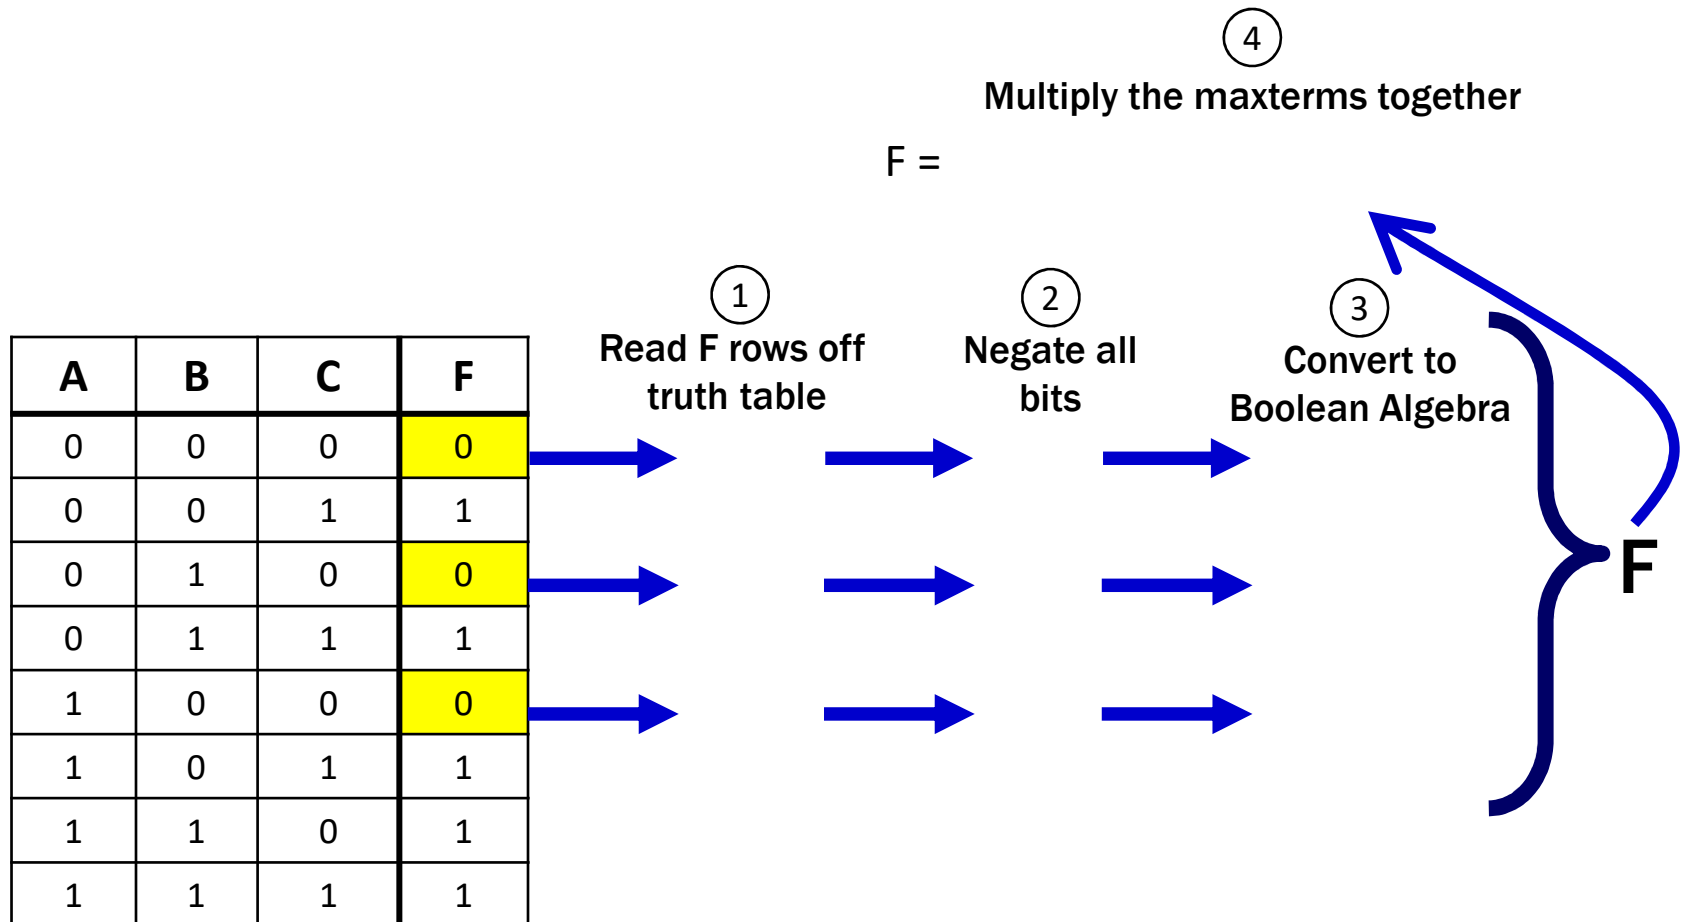 4
Multiply the maxterms together
F =
1
Read F rows off
truth table
2
Negate all
bits
3
Convert to
Boolean Algebra
A B C F
0 0 0 0
0 0 1 1
0 1 0 0
0 1 1 1
1 0 0 0
1 0 1 1
1 1 0 1
1 1 1 1
F